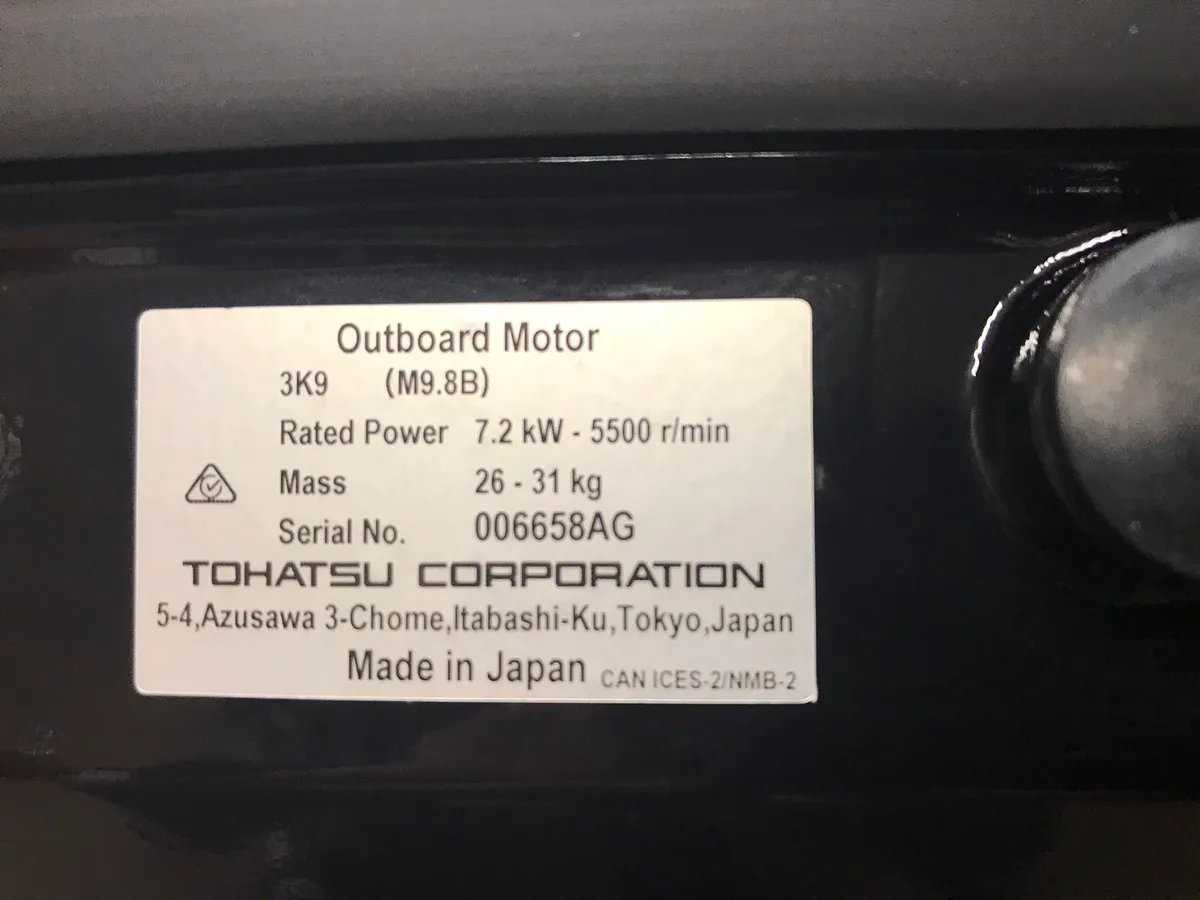 Outboard Motor
3K9 (M9.8B)
Rated Power 7.2 kW - 5500 r/min
Mass 26 - 31 kg
Serial No. 006658AG
TOHATSU CORPORATION
5-4,Azusawa 3-Chome,Itabashi-Ku,Tokyo,Japan
Made in Japan CAN ICES-2/NMB-2